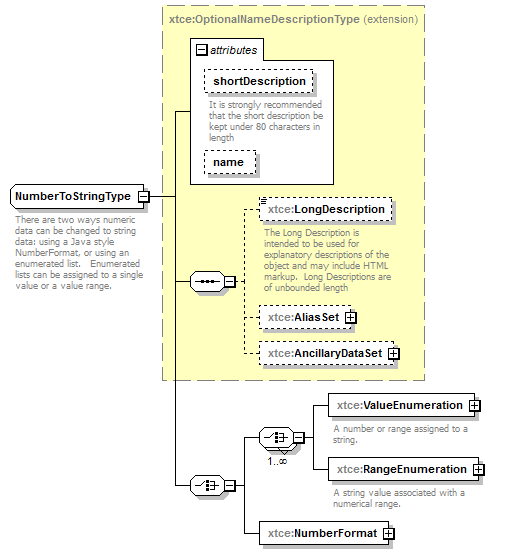 xtce:OptionalNameDescriptionType (extension)
attributes
shortDescription
It is strongly recommended
that the short description be
kept under 80 characters in
length
name
NumberToStringType
There are two ways numeric
data can be changed to string
data: using a Java style
NumberFormat, or using an
enumerated list.   Enumerated
lists can be assigned to a single
value or a value range.
xtce:LongDescription
The Long Description is
intended to be used for
explanatory descriptions of the
object and may include HTML
markup.  Long Descriptions are
of unbounded length
xtce:AliasSet
xtce:AncillaryDataSet
xtce:ValueEnumeration
A number or range assigned to a
string.
1..∞
xtce:RangeEnumeration
A string value associated with a
numerical range.
xtce:NumberFormat